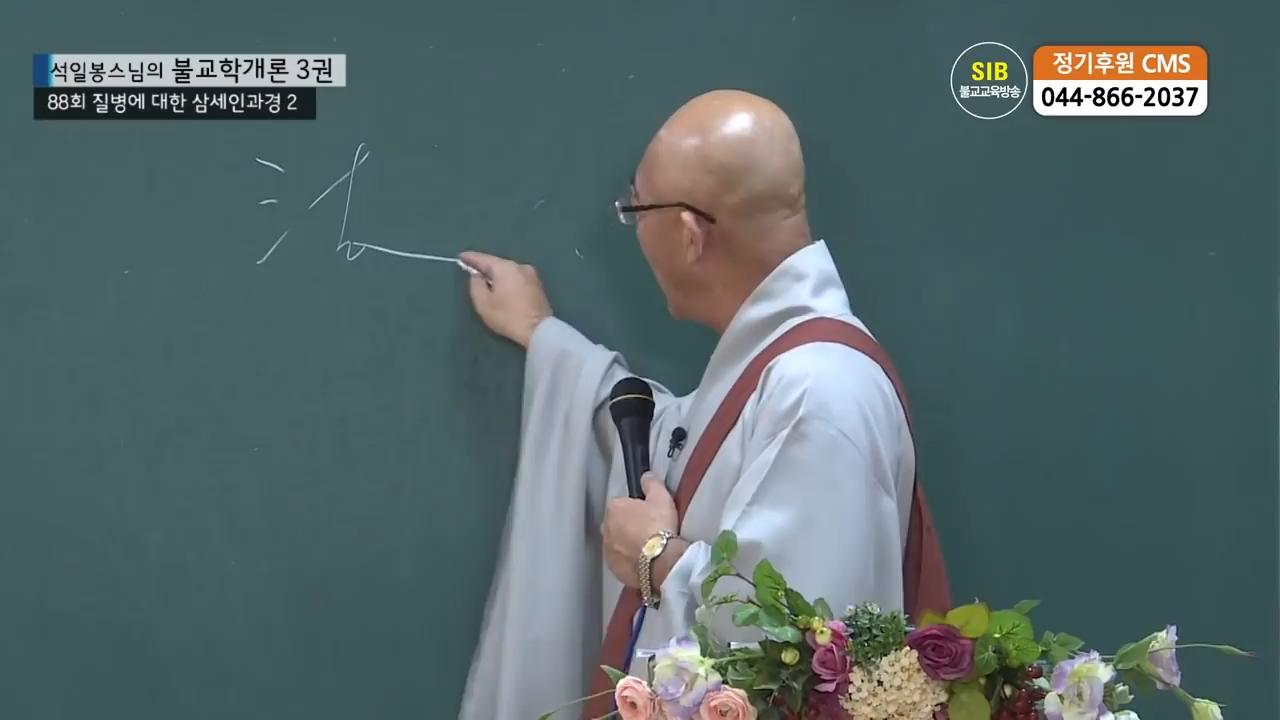 석일봉스님의 불교학개론 3권
88회 질병에 대한 삼세인과경 2
SIB
불교교육방송
정기후원 CMS
044-866-2037